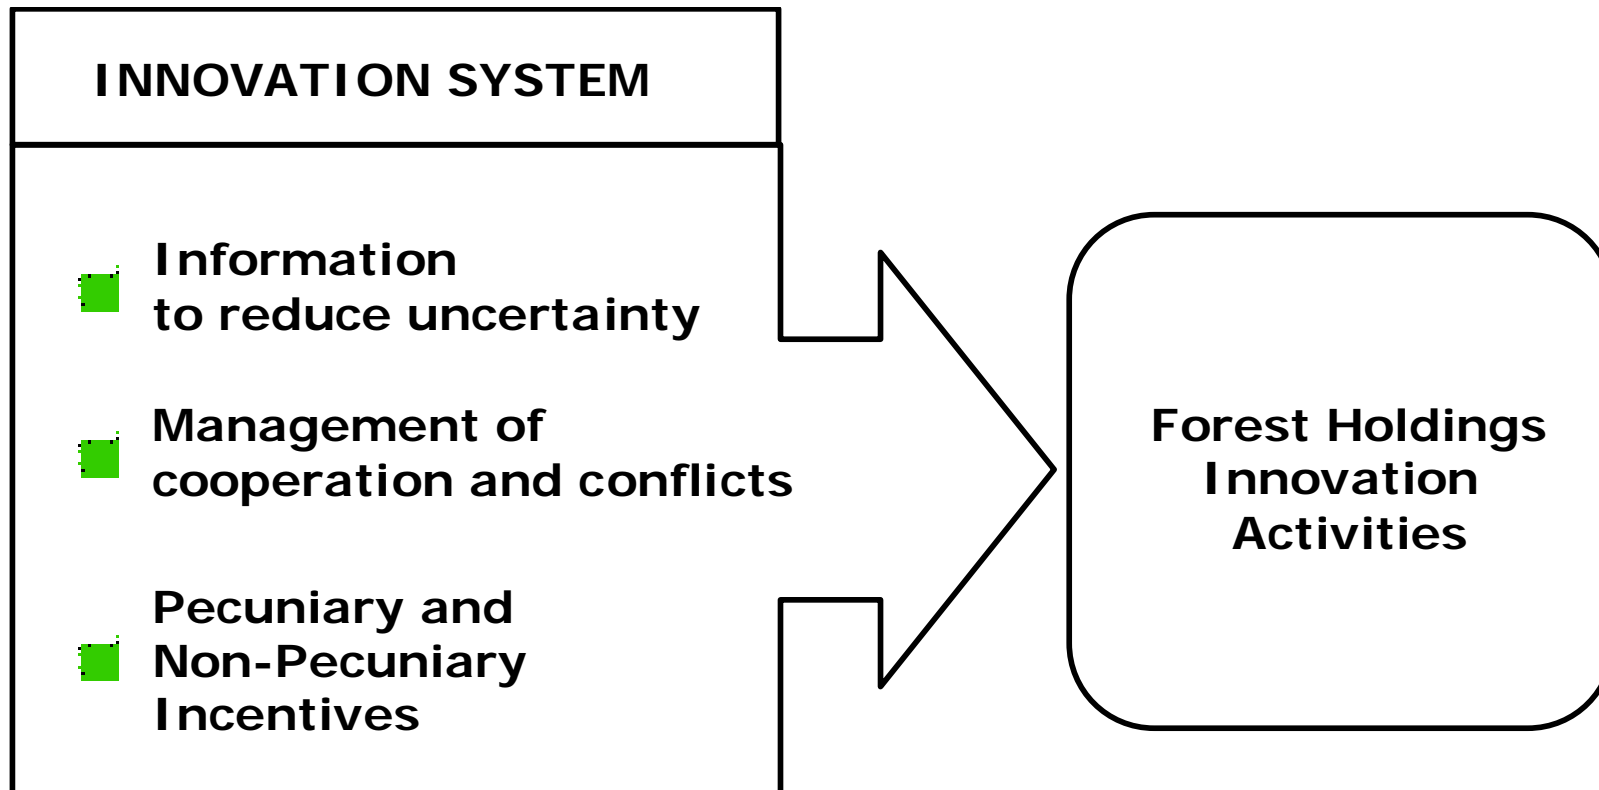 INNOVATION SYSTEM
Information
to reduce uncertainty
Management of
cooperation and conflicts
Pecuniary and
Non-Pecuniary
Incentives
Forest Holdings
Innovation
Activities